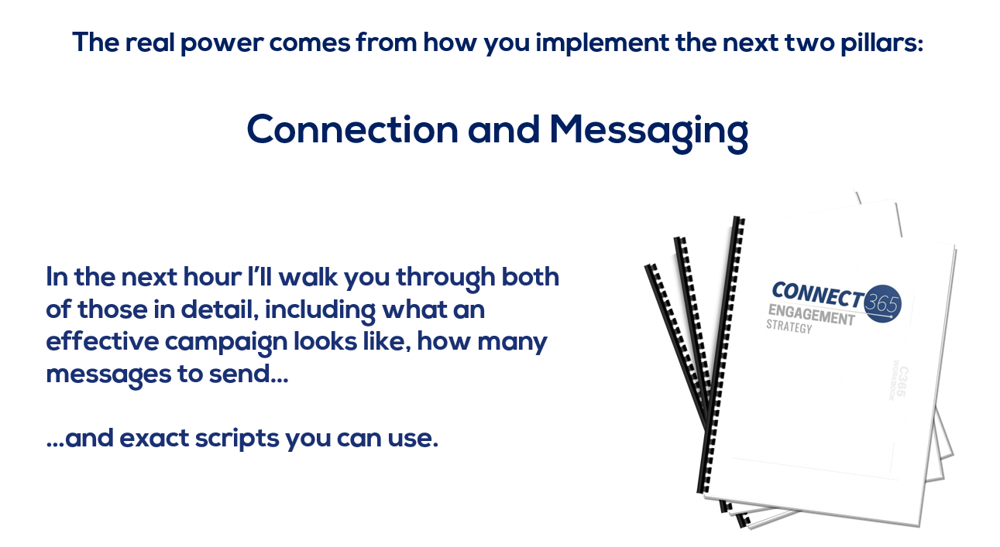 The real power comes from how you implement the next two pillars:
Connection and Messaging
In the next hour I’ll walk you through both
of those in detail, including what an
effective campaign looks like, how many
messages to send...
...and exact scripts you can use.
CONNECT365
ENGAGEMENT
STRATEGY
C365
WORKBOOK